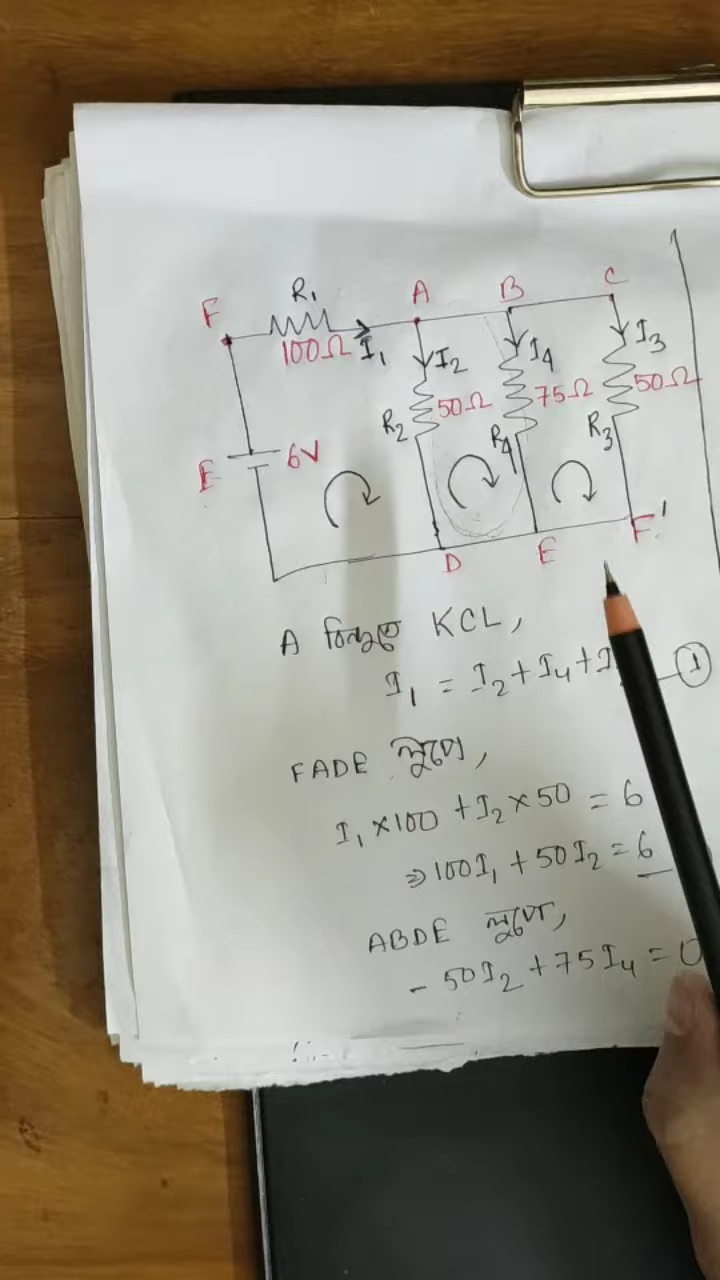 R₁
A
B
C
F
100Ω
I₁
I₂
I₄
I₃
50Ω
75Ω
50Ω
R₂
R₄
R₃
E
6V
D
E
F'
A বিন্দুতে KCL,
I₁ = I₂ + I₄ + I — ①
FADE লুপে,
I₁ × 100 + I₂ × 50 = 6
⇒ 100I₁ + 50I₂ = 6 —
ABDE লুপে,
- 50I₂ + 75I₄ = 0